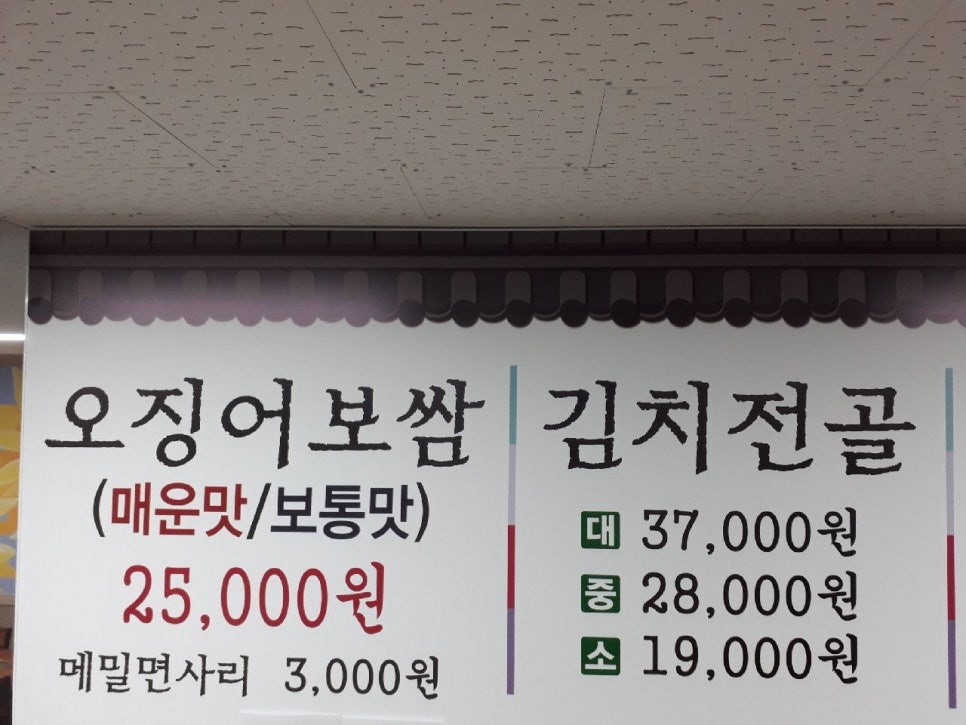 오징어보쌈
(매운맛/보통맛)
25,000원
메밀면사리 3,000원
김치전골
대 37,000원
중 28,000원
소 19,000원